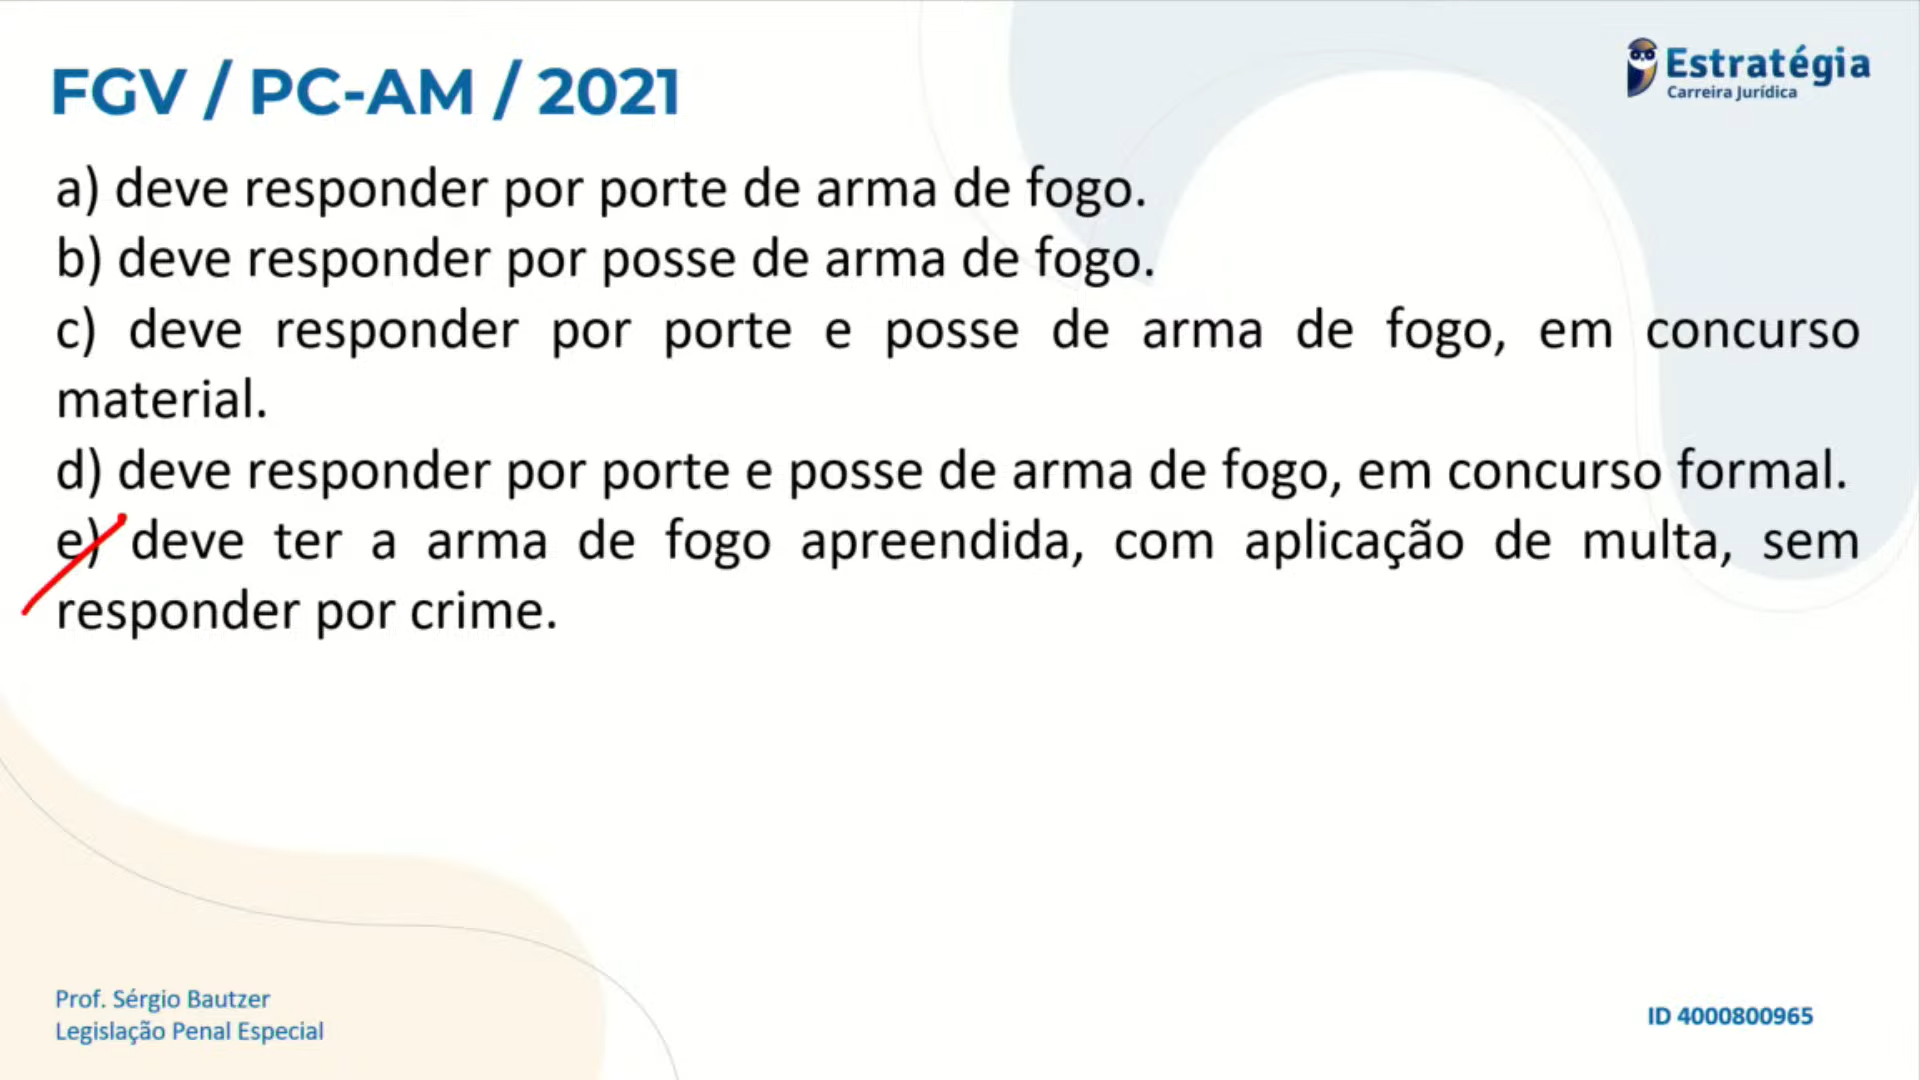 FGV / PC-AM / 2021
Estratégia
Carreira Jurídica
a) deve responder por porte de arma de fogo.
b) deve responder por posse de arma de fogo.
c) deve responder por porte e posse de arma de fogo, em concurso
material.
d) deve responder por porte e posse de arma de fogo, em concurso formal.
e) deve ter a arma de fogo apreendida, com aplicação de multa, sem
responder por crime.
Prof. Sérgio Bautzer
Legislação Penal Especial
ID 4000800965